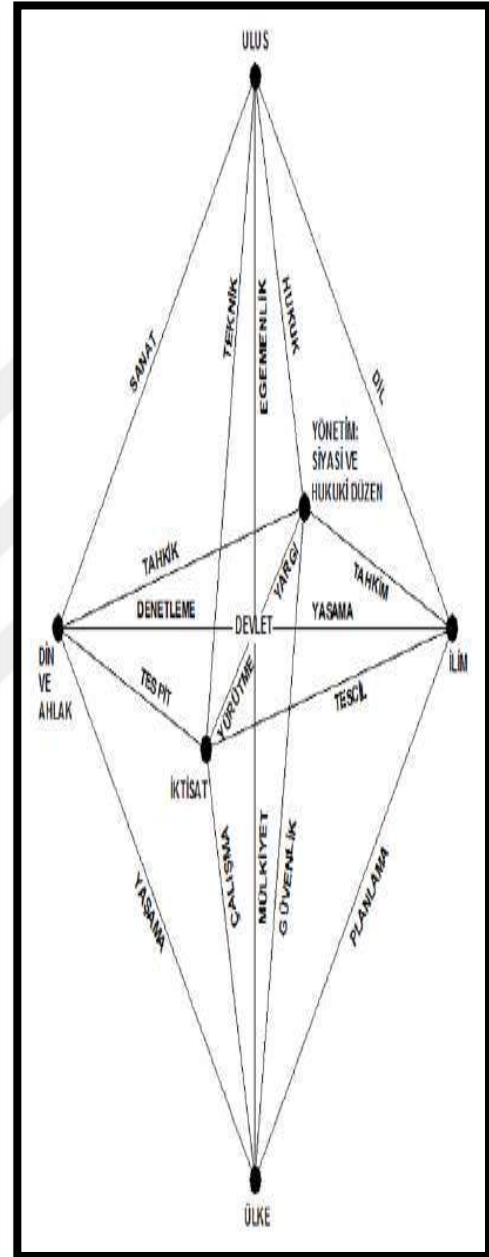 ULUS
SANAT
TEKNİK
EGEMENLİK
HUKUK
DİL
YÖNETİM:
SİYASİ VE
HUKUKİ DÜZEN
TAHKİK
YARGI
TAHKİM
DENETLEME
DEVLET
YASAMA
DİN
VE
AHLAK
İLİM
TESPİT
YÜRÜTME
TESCİL
İKTİSAT
YAŞAMA
ÇALIŞMA
MÜLKİYET
GÜVENLİK
PLANLAMA
ÜLKE